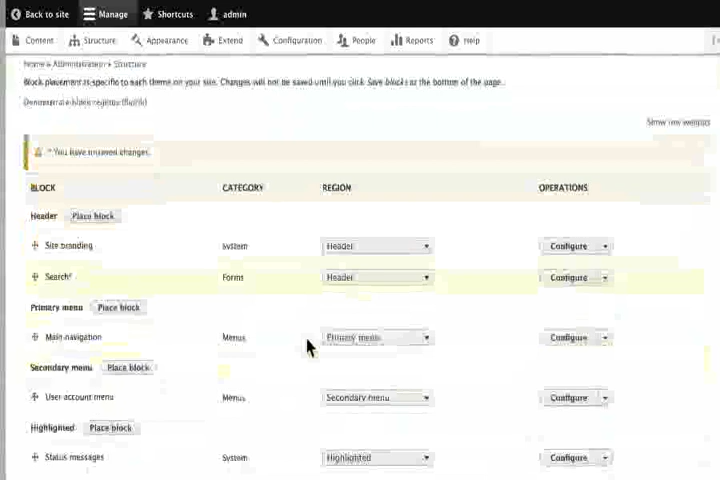 Back to site Manage Shortcuts admin
Content Structure Appearance Extend Configuration People Reports Help
Home » Administration » Structure
Block placement is specific to each theme on your site. Changes will not be saved until you click Save blocks at the bottom of the page.
Demonstrate block regions (Bartik)
Show row weights
* You have unsaved changes.
BLOCK CATEGORY REGION OPERATIONS
Header Place block
Site branding System Header Configure
Search* Forms Header Configure
Primary menu Place block
Main navigation Menus Primary menu Configure
Secondary menu Place block
User account menu Menus Secondary menu Configure
Highlighted Place block
Status messages System Highlighted Configure